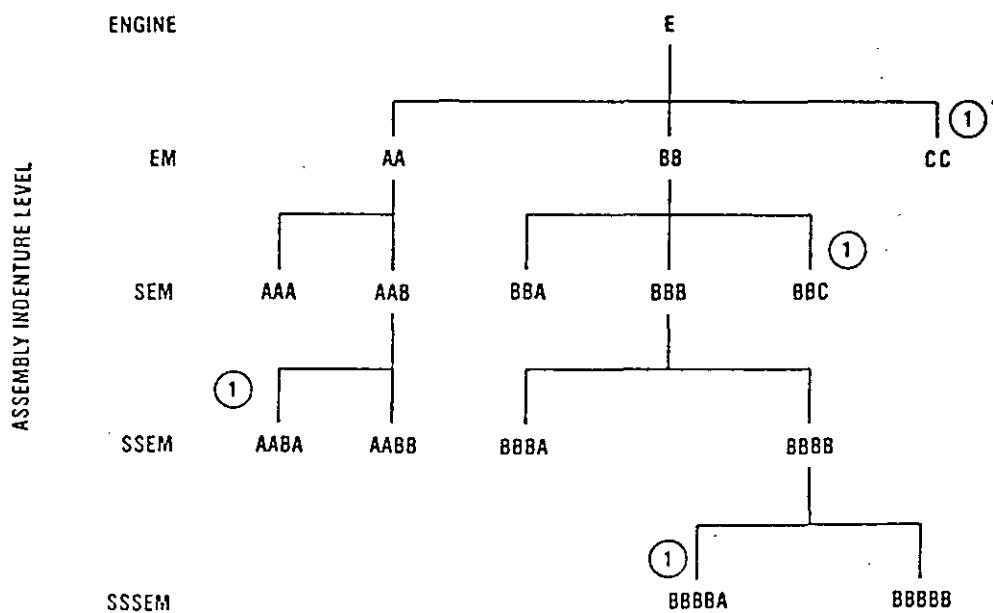 ENGINE E
1
EM AA BB CC
1
SEM AAA AAB BBA BBB BBC
1
SSEM AABA AABB BBBA BBBB
1
SSSEM BBBBA BBBBB
ASSEMBLY INDENTURE LEVEL